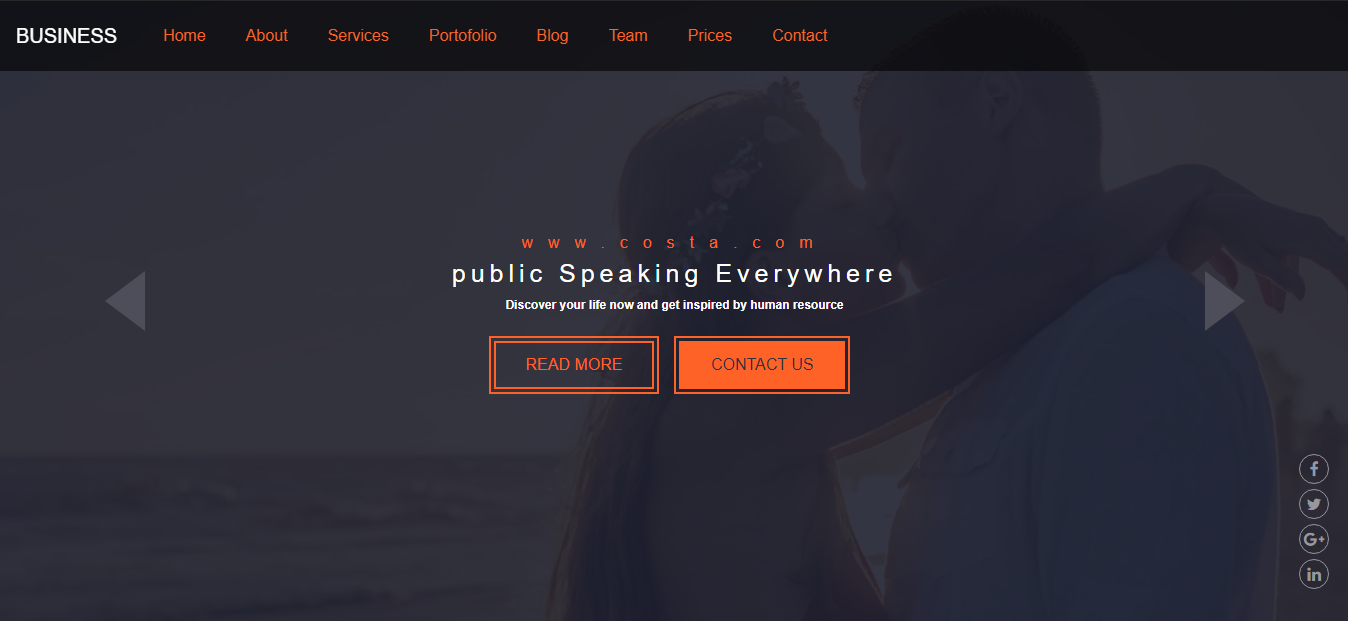 BUSINESS Home About Services Portofolio Blog Team Prices Contact
www.costa.com
public Speaking Everywhere
Discover your life now and get inspired by human resource
READ MORE CONTACT US
f
G+
in